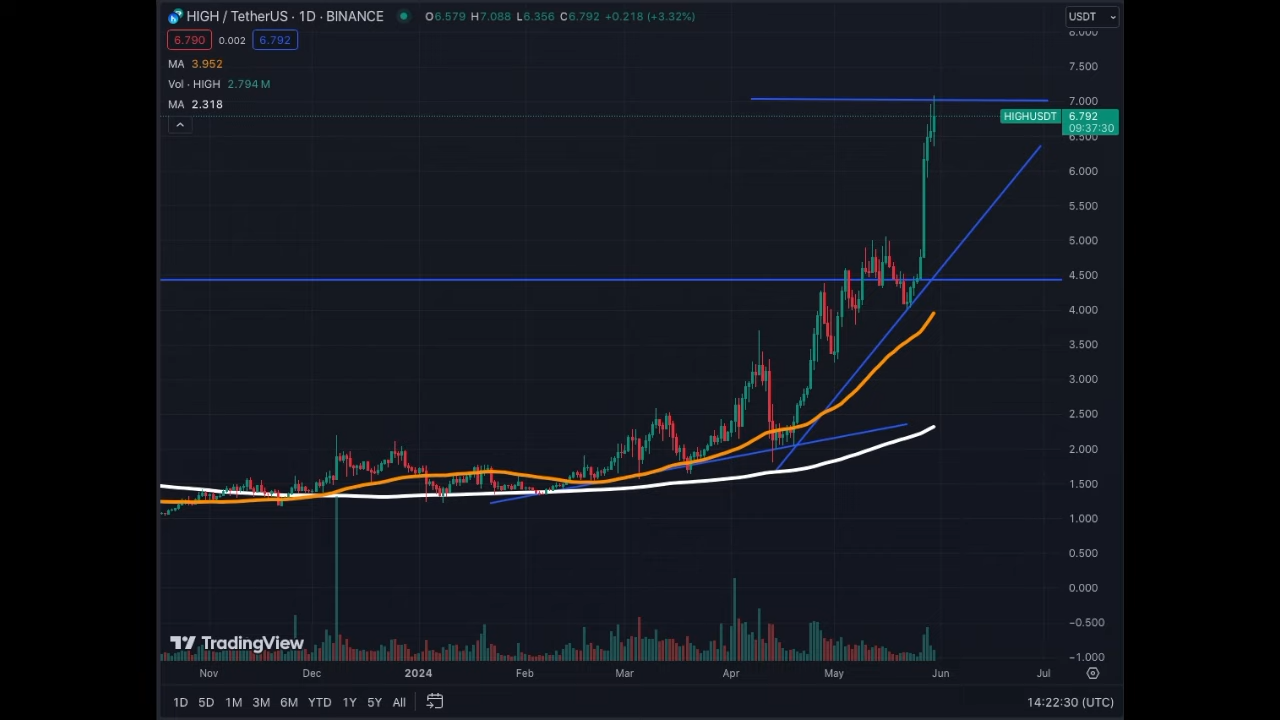 HIGH / TetherUS · 1D · BINANCE O6.579 H7.088 L6.356 C6.792 +0.218 (+3.32%)
USDT
6.790 0.002 6.792
MA 3.952
Vol · HIGH 2.794 M
MA 2.318
8.000
7.500
7.000
HIGHUSDT 6.792
09:37:30
6.500
6.000
5.500
5.000
4.500
4.000
3.500
3.000
2.500
2.000
1.500
1.000
0.500
0.000
−0.500
−1.000
TradingView
Nov Dec 2024 Feb Mar Apr May Jun Jul
1D 5D 1M 3M 6M YTD 1Y 5Y All 14:22:30 (UTC)